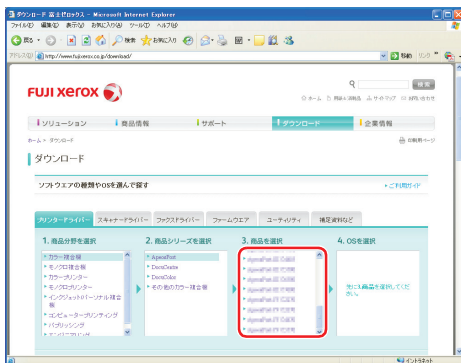 ダウンロード 富士ゼロックス - Microsoft Internet Explorer
ファイル(F) 編集(E) 表示(V) お気に入り(A) ツール(T) ヘルプ(H)
戻る 検索 お気に入り
アドレス(D) http://www.fujixerox.co.jp/download/ 移動 リンク
FUJI XEROX 検索
ホーム サイトマップ お問い合わせ
ソリューション 商品情報 サポート ダウンロード 企業情報
ホーム > ダウンロード 印刷用ページ
ダウンロード
ソフトウエアの種類やOSを選んで探す ご利用ガイド
プリンタードライバー スキャナードライバー ファクスドライバー ファームウエア ユーティリティ 補足資料など
1. 商品分野を選択 2. 商品シリーズを選択 3. 商品を選択 4. OSを選択
カラー複合機 ApeosPort
モノクロ複合機 DocuCentre
カラープリンター DocuColor
モノクロプリンター その他のカラー複合機 先に3.商品を選択してください。
インクジェットパーソナル複合機
コンピュータープリンティング
パブリッシング
エンジニアリング
インターネット